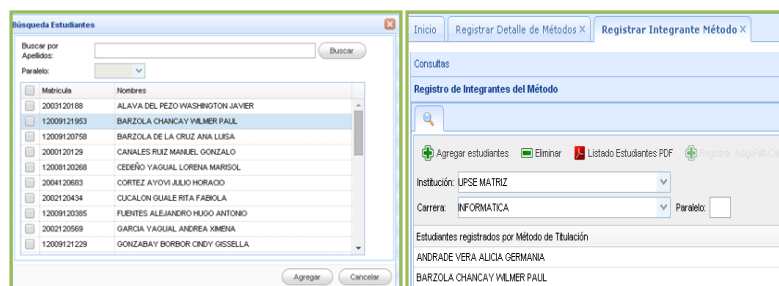 Búsqueda Estudiantes
Buscar por
Apellidos:
Buscar
Paralelo:
Matricula Nombres
2003120188 ALAVA DEL PEZO WASHINGTON JAVIER
12009121953 BARZOLA CHANCAY WILMER PAUL
12009120758 BARZOLA DE LA CRUZ ANA LUISA
2000120129 CANALES RUIZ MANUEL GONZALO
12008120268 CEDEÑO YAGUAL LORENA MARISOL
2004120683 CORTEZ AYOVI JULIO HORACIO
2002120434 CUCALON GUALE RITA FABIOLA
12009120385 FUENTES ALEJANDRO HUGO ANTONIO
2002120569 GARCIA YAGUAL ANDREA XIMENA
12009121229 GONZABAY BORBOR CINDY GISSELLA
Agregar Cancelar
Inicio Registrar Detalle de Métodos Registrar Integrante Método
Consultas
Registro de Integrantes del Método
Agregar estudiantes Eliminar Listado Estudiantes PDF Registrar
Institución: UPSE MATRIZ
Carrera: INFORMATICA Paralelo:
Estudiantes registrados por Método de Titulación
ANDRADE VERA ALICIA GERMANIA
BARZOLA CHANCAY WILMER PAUL